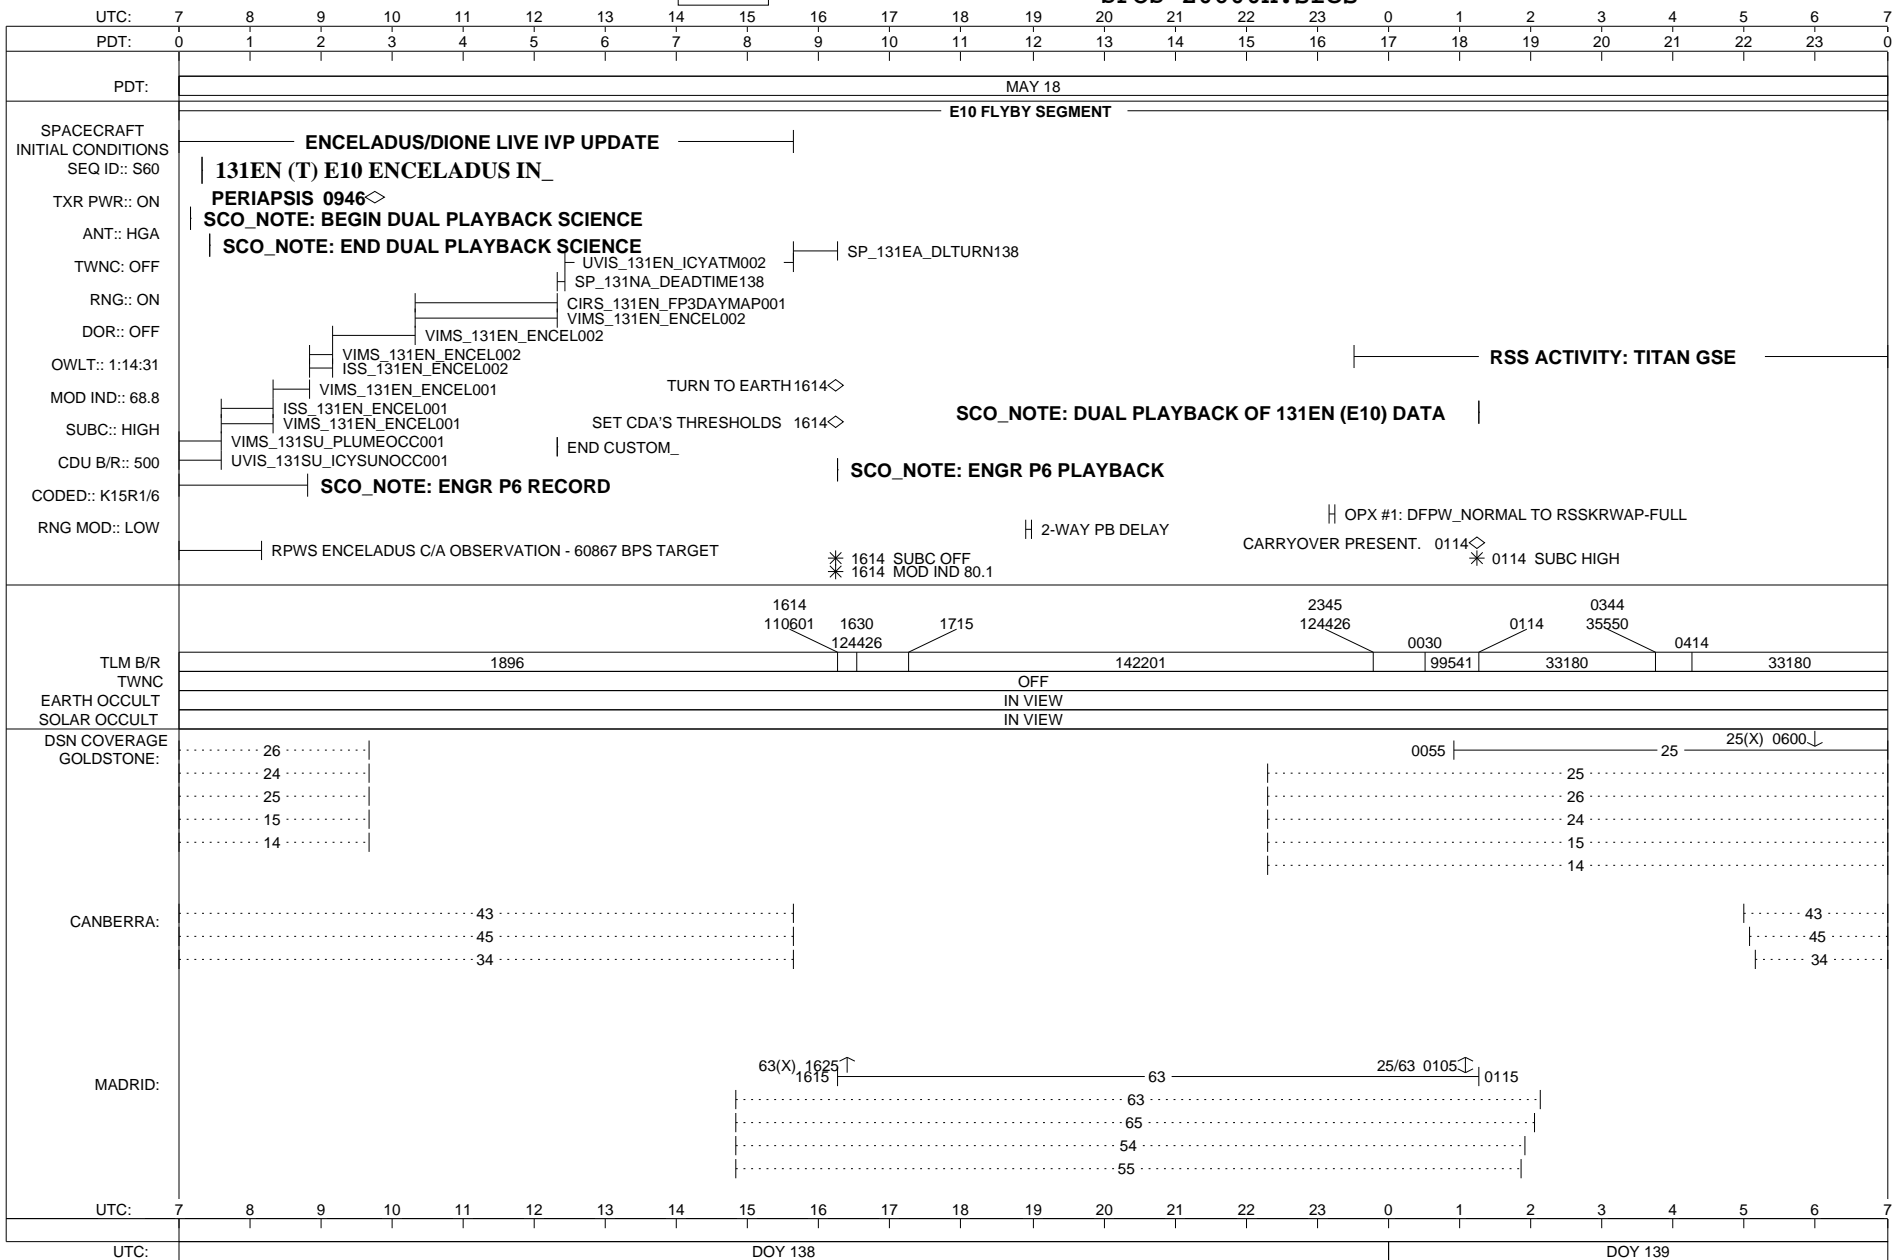 UTC: 7 8 9 10 11 12 13 14 15 16 17 18 19 20 21 22 23 0 1 2 3 4 5 6 7
PDT: 0 1 2 3 4 5 6 7 8 9 10 11 12 13 14 15 16 17 18 19 20 21 22 23 0
PDT: MAY 18
E10 FLYBY SEGMENT
SPACECRAFT
INITIAL CONDITIONS
ENCELADUS/DIONE LIVE IVP UPDATE
SEQ ID:: S60
131EN (T) E10 ENCELADUS IN_
TXR PWR:: ON
PERIAPSIS 0946
SCO_NOTE: BEGIN DUAL PLAYBACK SCIENCE
ANT:: HGA
SCO_NOTE: END DUAL PLAYBACK SCIENCE
SP_131EA_DLTURN138
TWNC: OFF
UVIS_131EN_ICYATM002
SP_131NA_DEADTIME138
RNG:: ON
CIRS_131EN_FP3DAYMAP001
VIMS_131EN_ENCEL002
DOR:: OFF
VIMS_131EN_ENCEL002
VIMS_131EN_ENCEL002
OWLT:: 1:14:31
ISS_131EN_ENCEL002
RSS ACTIVITY: TITAN GSE
MOD IND:: 68.8
VIMS_131EN_ENCEL001
TURN TO EARTH 1614
ISS_131EN_ENCEL001
SCO_NOTE: DUAL PLAYBACK OF 131EN (E10) DATA
SUBC:: HIGH
VIMS_131EN_ENCEL001
SET CDA'S THRESHOLDS 1614
VIMS_131SU_PLUMEOCC001
END CUSTOM_
CDU B/R:: 500
UVIS_131SU_ICYSUNOCC001
SCO_NOTE: ENGR P6 PLAYBACK
SCO_NOTE: ENGR P6 RECORD
CODED:: K15R1/6
OPX #1: DFPW_NORMAL TO RSSKRWAP-FULL
RNG MOD:: LOW
2-WAY PB DELAY
CARRYOVER PRESENT. 0114
RPWS ENCELADUS C/A OBSERVATION - 60867 BPS TARGET
1614 SUBC OFF
0114 SUBC HIGH
1614 MOD IND 80.1
1614 2345 0344
110601 1630 1715 124426 0114 35550
124426 0030 0414
TLM B/R 1896 142201 99541 33180 33180
TWNC OFF
EARTH OCCULT IN VIEW
SOLAR OCCULT IN VIEW
DSN COVERAGE
25(X) 0600
GOLDSTONE: 26 0055 25
24 25
25 26
15 24
14 15
14
CANBERRA: 43 43
45 45
34 34
63(X) 1625 25/63 0105
MADRID: 1615 63 0115
63
65
54
55
UTC: 7 8 9 10 11 12 13 14 15 16 17 18 19 20 21 22 23 0 1 2 3 4 5 6 7
UTC: DOY 138 DOY 139